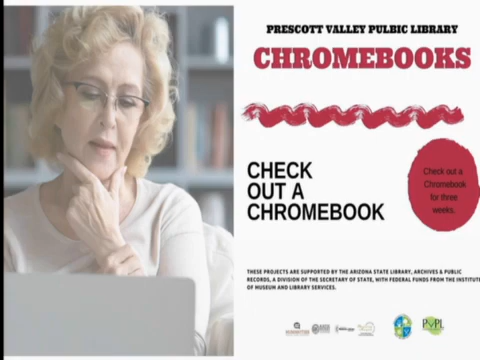 PRESCOTT VALLEY PULBIC LIBRARY
CHROMEBOOKS
CHECK
OUT A
CHROMEBOOK
Check out a
Chromebook
for three
weeks.
THESE PROJECTS ARE SUPPORTED BY THE ARIZONA STATE LIBRARY, ARCHIVES & PUBLIC
RECORDS, A DIVISION OF THE SECRETARY OF STATE, WITH FEDERAL FUNDS FROM THE INSTITUTE
OF MUSEUM AND LIBRARY SERVICES.
PVPL